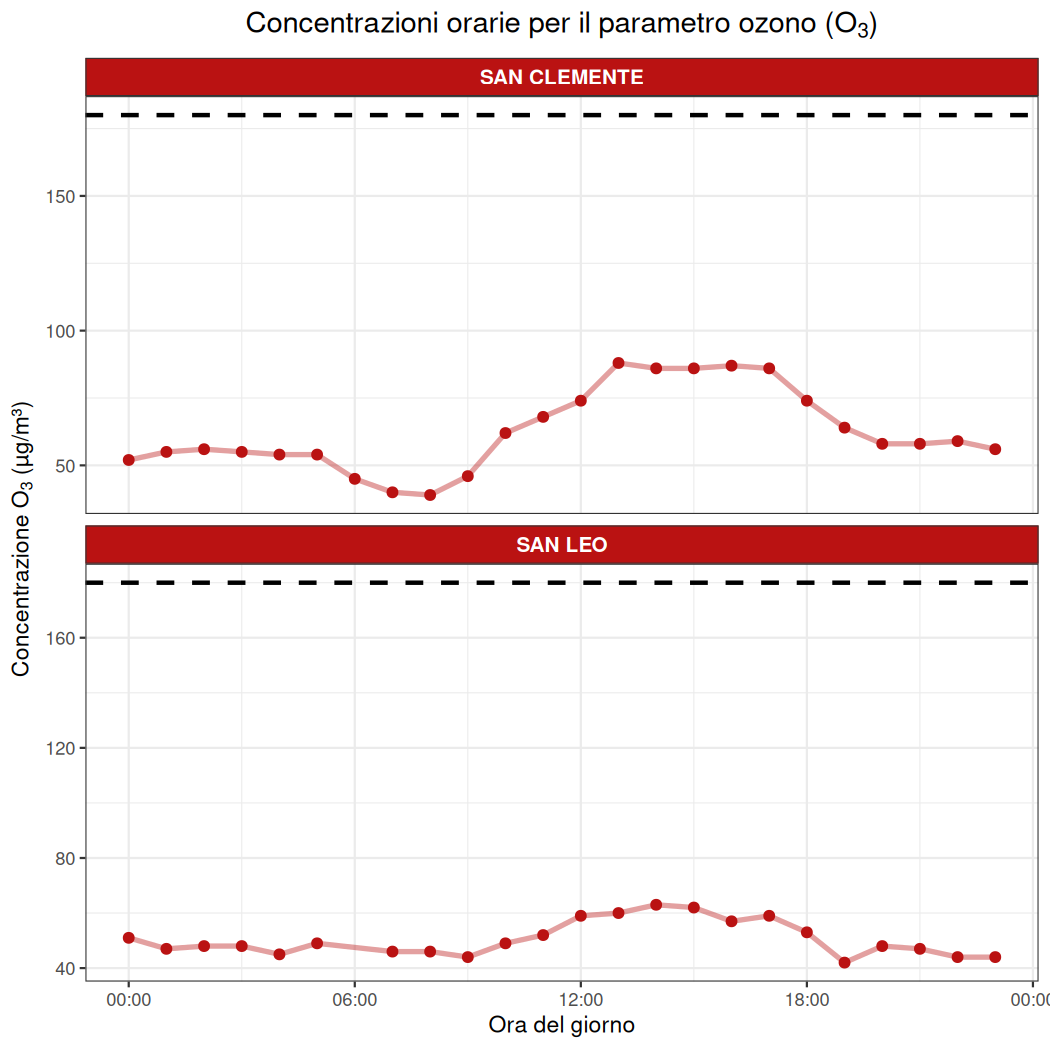 Concentrazioni orarie per il parametro ozono (O₃)
SAN CLEMENTE
150
100
50
SAN LEO
160
120
80
40
Concentrazione O₃ (µg/m³)
00:00 06:00 12:00 18:00 00:00
Ora del giorno